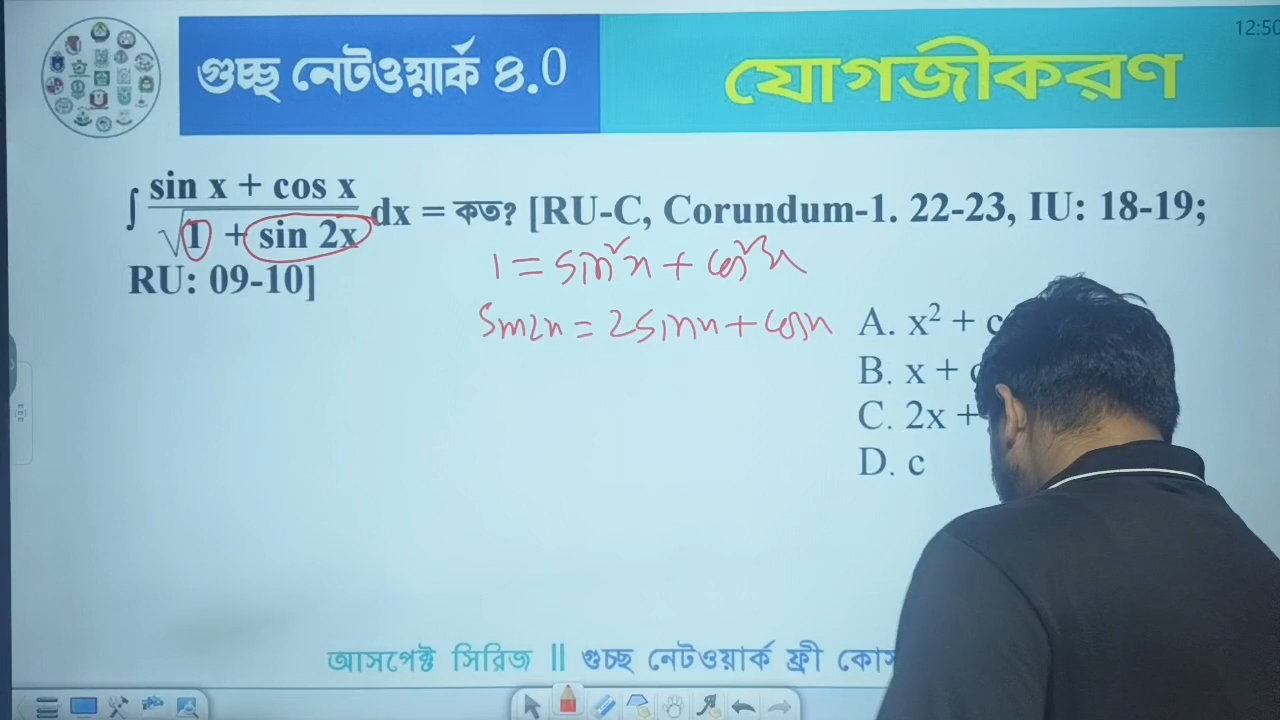 12:50
গুচ্ছ নেটওয়ার্ক ৪.0
যোগজীকরণ
∫ sin x + cos x / √1 + sin 2x dx = কত? [RU-C, Corundum-1. 22-23, IU: 18-19;
RU: 09-10]
1 = sin²x + cos²x
sin2x = 2sinx + cosx
A. x² + c
B. x +
C. 2x +
D. c
আসপেক্ট সিরিজ || গুচ্ছ নেটওয়ার্ক ফ্রী